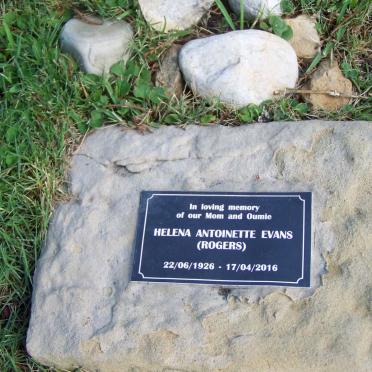 In loving memory
of our Mom and Oumie
HELENA ANTOINETTE EVANS
(ROGERS)
22/06/1926 - 17/04/2016